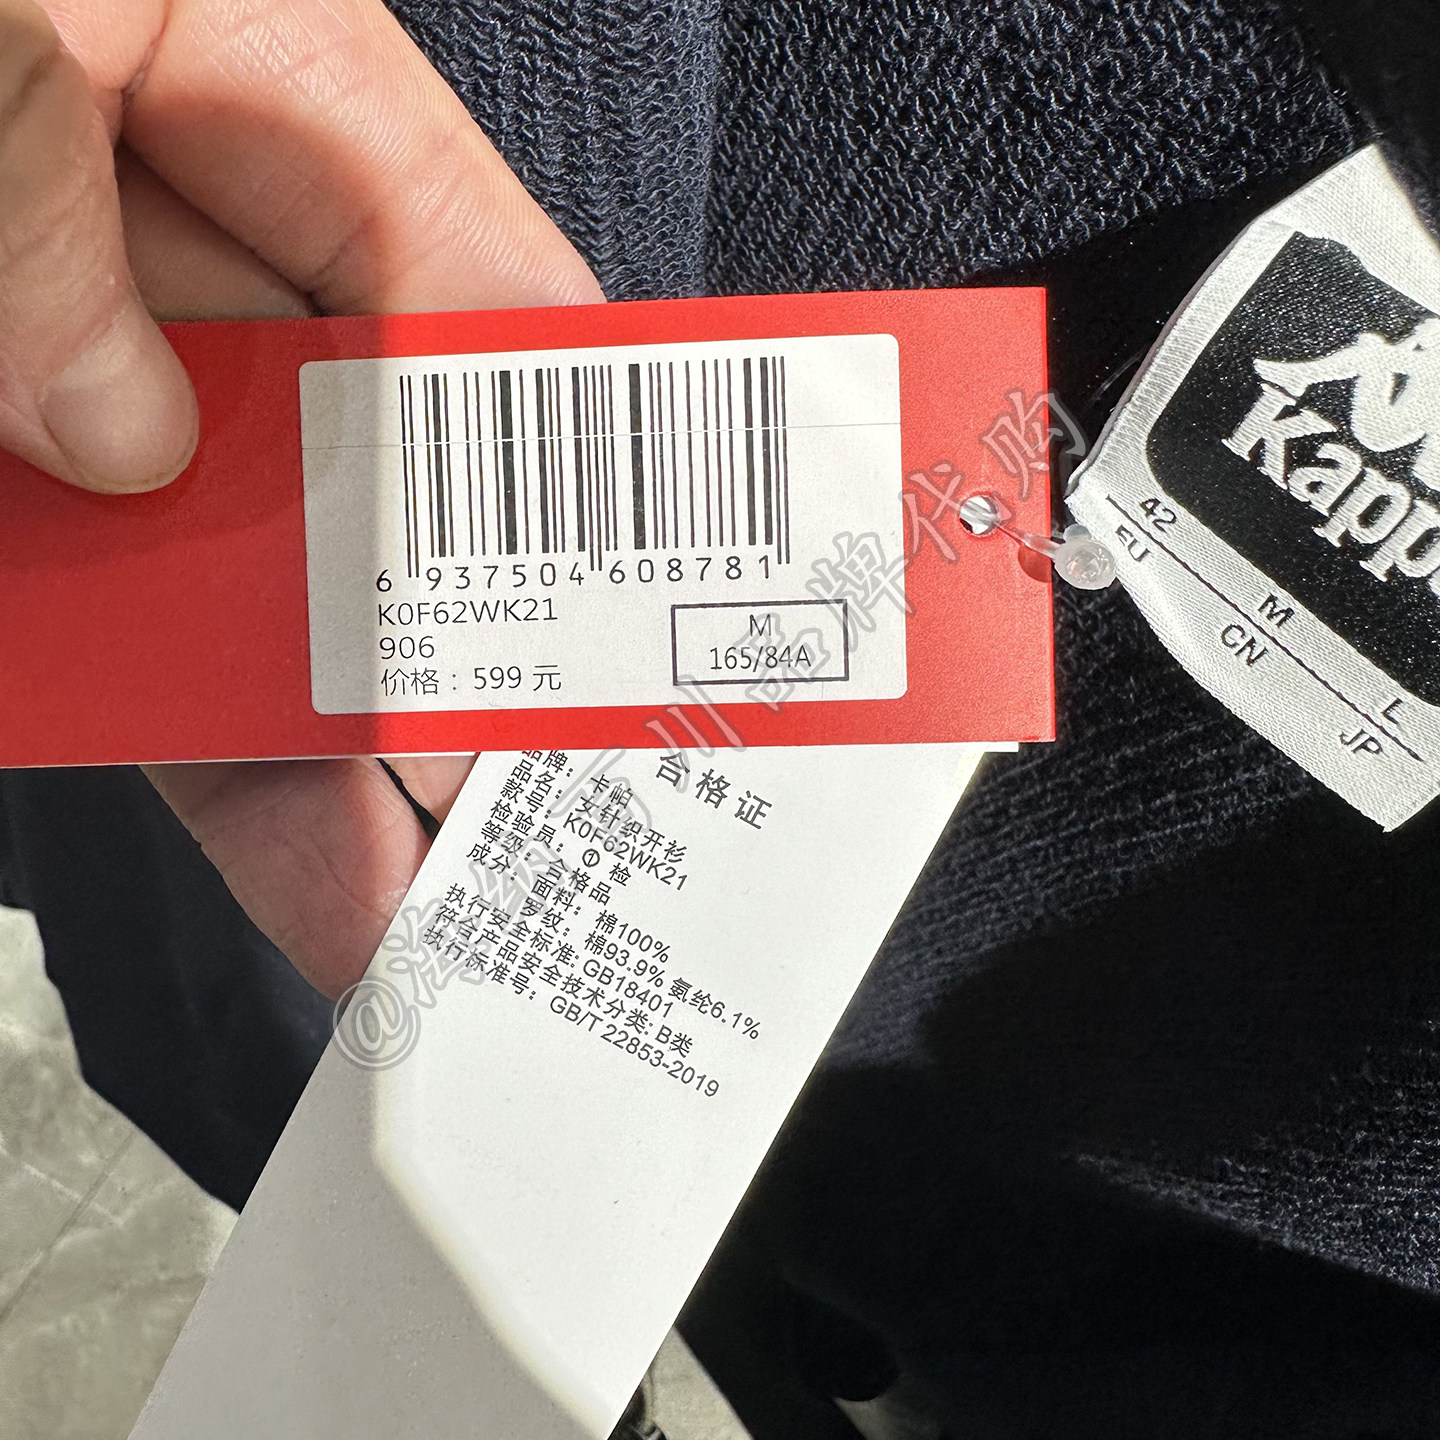 6 937504 608781
K0F62WK21
906
价格：599 元
M
165/84A
合格证
品牌：卡帕
品名：女针织开衫
款号：K0F62WK21
检验员：① 检
等级：合格品
成分：面料：棉100%
罗纹：棉93.9% 氨纶6.1%
执行安全标准：GB18401
符合产品安全技术分类：B类
执行标准号：GB/T 22853-2019
Kappa
42
EU
M
CN
L
JP